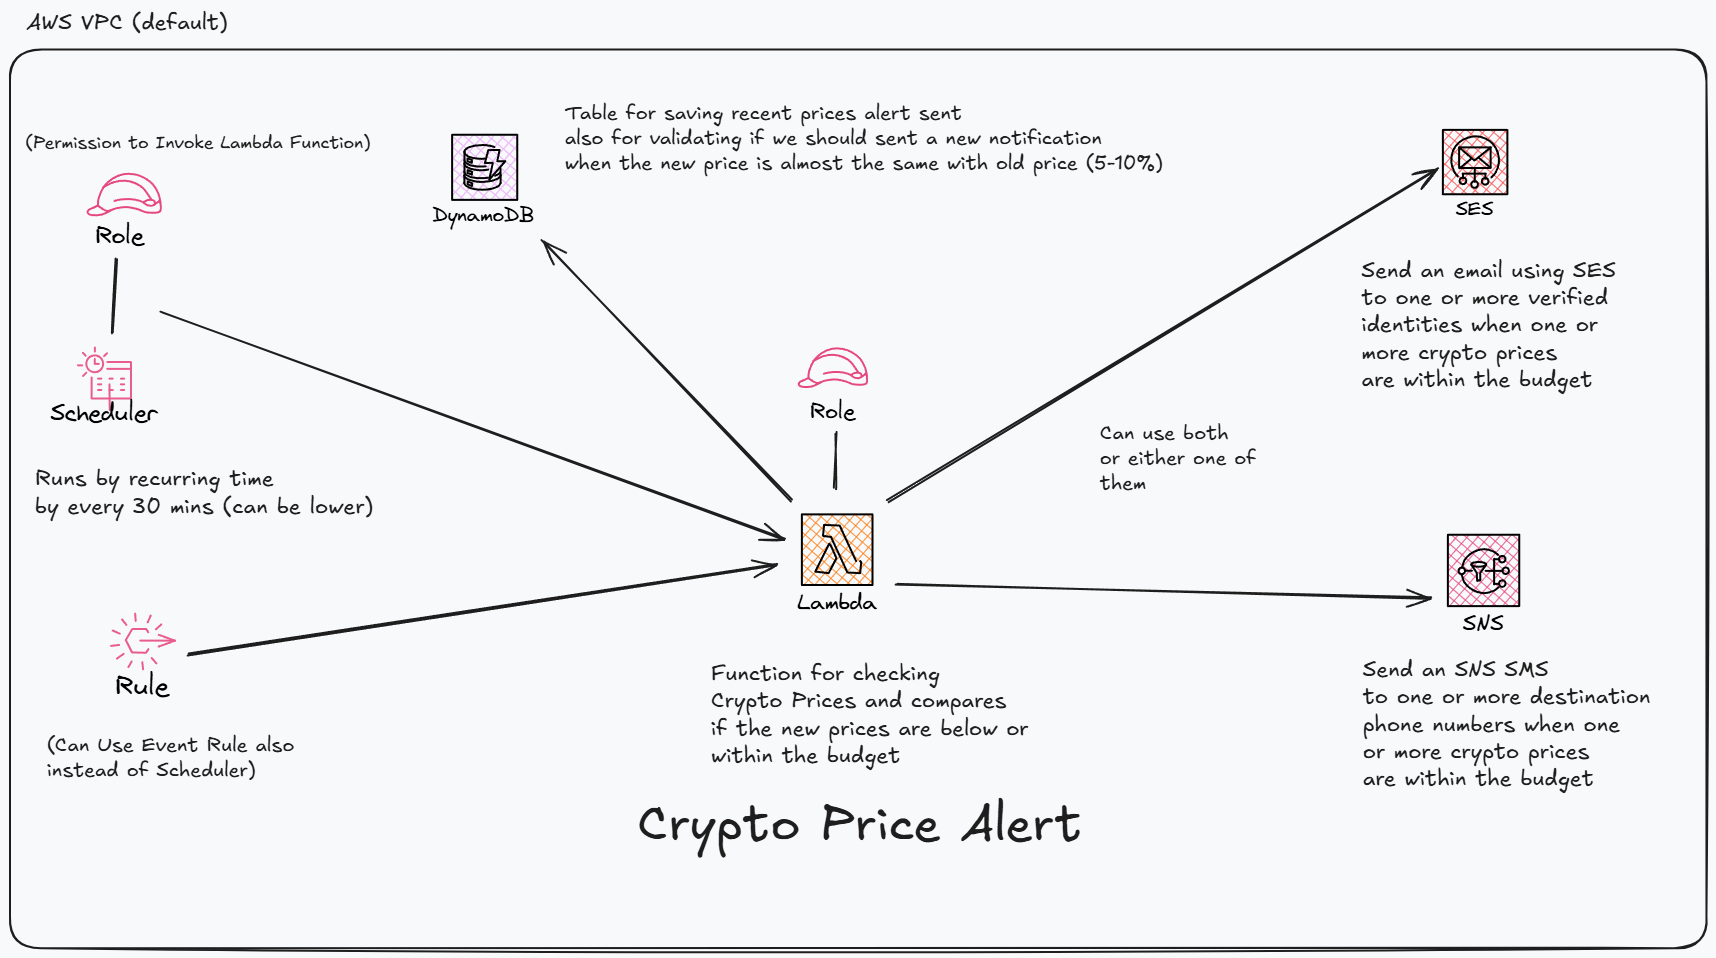 AWS VPC (default)
(Permission to Invoke Lambda Function)
Role
Scheduler
Runs by recurring time
by every 30 mins (can be lower)
Rule
(Can Use Event Rule also
instead of Scheduler)
DynamoDB
Table for saving recent prices alert sent
also for validating if we should sent a new notification
when the new price is almost the same with old price (5-10%)
Role
Lambda
Function for checking
Crypto Prices and compares
if the new prices are below or
within the budget
Can use both
or either one of
them
SES
Send an email using SES
to one or more verified
identities when one or
more crypto prices
are within the budget
SNS
Send an SNS SMS
to one or more destination
phone numbers when one
or more crypto prices
are within the budget
Crypto Price Alert